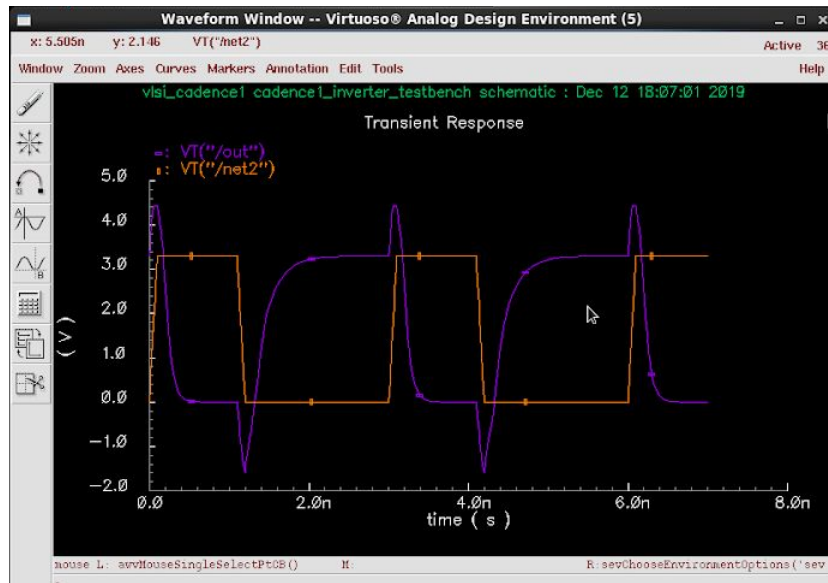 Waveform Window -- Virtuoso® Analog Design Environment (5)
x: 5.505n y: 2.146 VT("/net2")
Active 36
Window Zoom Axes Curves Markers Annotation Edit Tools Help
vlsi_cadence1 cadence1_inverter_testbench schematic : Dec 12 18:07:01 2019
Transient Response
-: VT("/out")
: VT("/net2")
5.0
4.0
3.0
2.0
1.0
0.0
-1.0
-2.0
(V)
A
B
0.0 2.0n 4.0n 6.0n 8.0n
time ( s )
mouse L: awvMouseSingleSelectPtCB() M: R:sevChooseEnvironmentOptions('sev